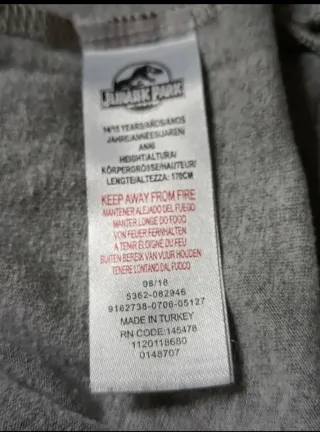 JURASSIC PARK
14/15 YEARS/AÑOS/ANOS
JAHRE/ANNÉES/JAREN/
ANNI
HEIGHT/ALTURA/
KÖRPERGRÖSSE/HAUTEUR/
LENGTE/ALTEZZA: 170CM
KEEP AWAY FROM FIRE
MANTENER ALEJADO DEL FUEGO
MANTER LONGE DO FOGO
VON FEUER FERNHALTEN
A TENIR ÉLOIGNÉ DU FEU
BUITEN BEREIK VAN VUUR HOUDEN
TENERE LONTANO DAL FUOCO
08/18
5362-082946
9162738-0706-05127
MADE IN TURKEY
RN CODE:145478
1120118680
0148707